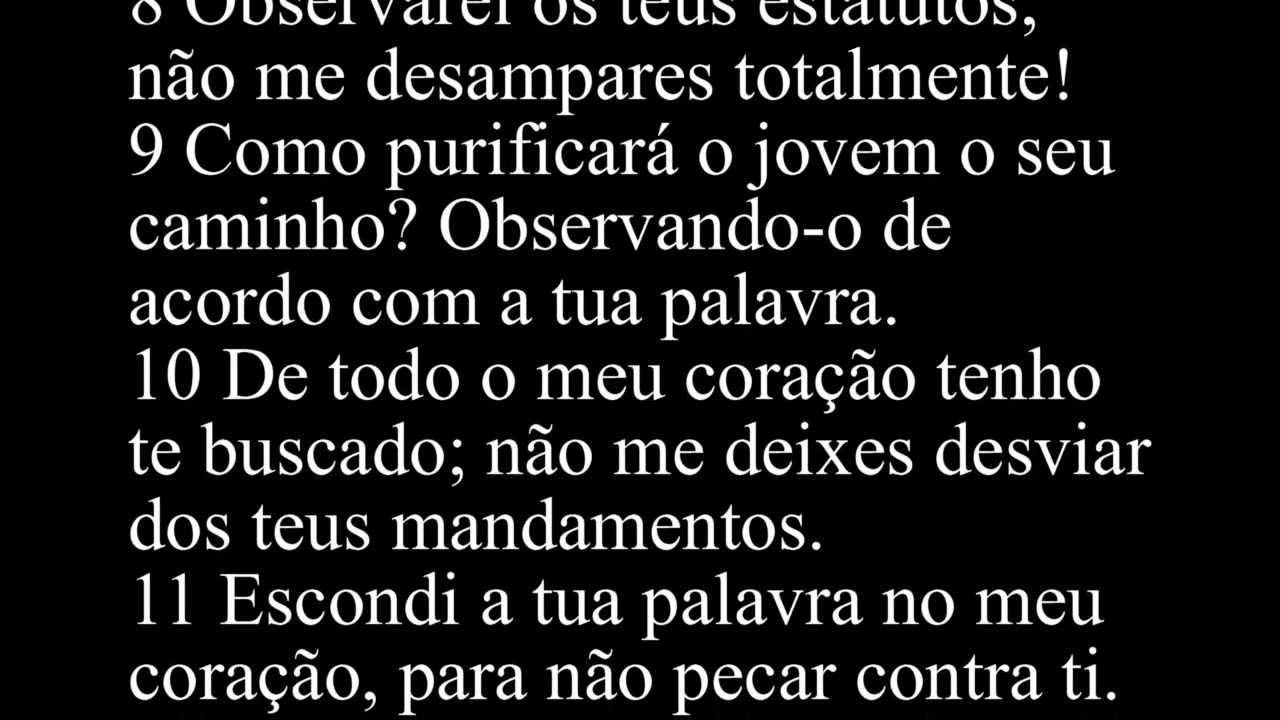 8 Observarei os teus estatutos;
não me desampares totalmente!
9 Como purificará o jovem o seu
caminho? Observando-o de
acordo com a tua palavra.
10 De todo o meu coração tenho
te buscado; não me deixes desviar
dos teus mandamentos.
11 Escondi a tua palavra no meu
coração, para não pecar contra ti.